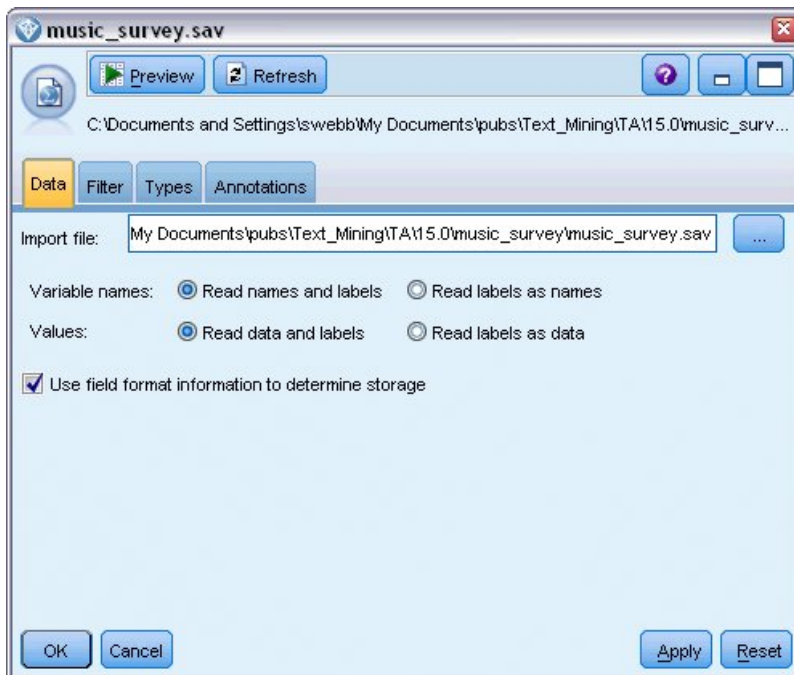 music_survey.sav
Preview Refresh
C:\Documents and Settings\swebb\My Documents\pubs\Text_Mining\TA\15.0\music_surv...
Data Filter Types Annotations
Import file: My Documents\pubs\Text_Mining\TA\15.0\music_survey\music_survey.sav ...
Variable names: Read names and labels Read labels as names
Values: Read data and labels Read labels as data
Use field format information to determine storage
OK Cancel Apply Reset